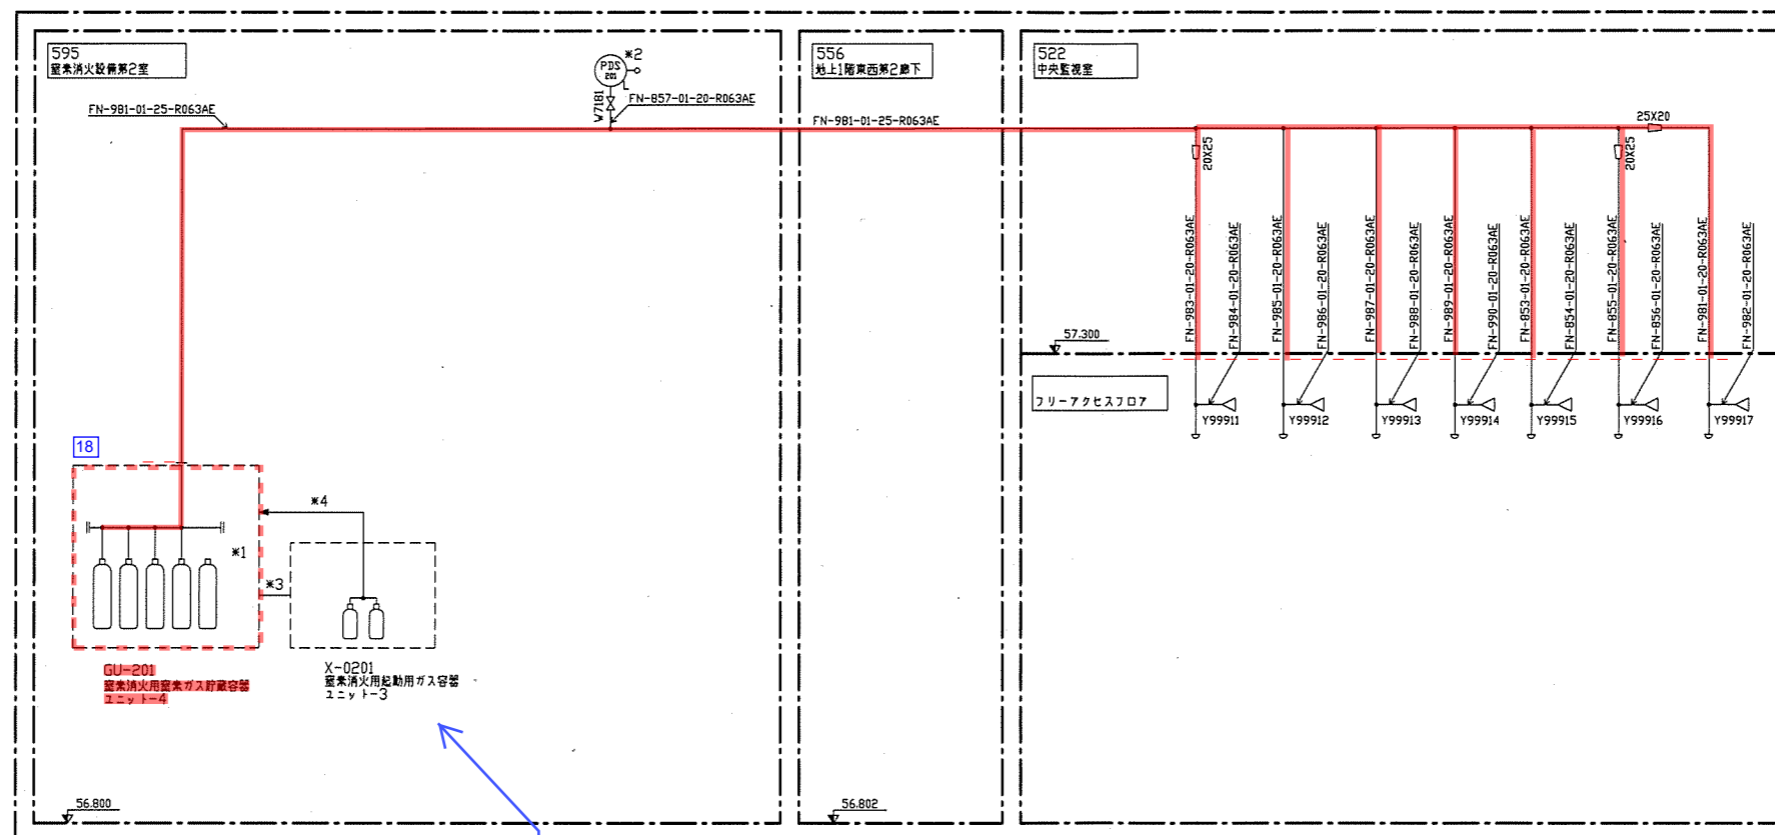 595
窒素消火設備第2室
556
地上1階東西第2廊下
522
中央監視室
※2
PDS
201
L
W7181
FN-857-01-20-R063AE
FN-981-01-25-R063AE
FN-981-01-25-R063AE
25X20
20X25
20X25
FN-983-01-20-R063AE
FN-984-01-20-R063AE
FN-985-01-20-R063AE
FN-986-01-20-R063AE
FN-987-01-20-R063AE
FN-988-01-20-R063AE
FN-989-01-20-R063AE
FN-990-01-20-R063AE
FN-853-01-20-R063AE
FN-854-01-20-R063AE
FN-855-01-20-R063AE
FN-856-01-20-R063AE
FN-981-01-20-R063AE
FN-982-01-20-R063AE
57.300
フリーアクセスフロア
Y99911
Y99912
Y99913
Y99914
Y99915
Y99916
Y99917
18
※4
※1
※3
GU-201
窒素消火用窒素ガス貯蔵容器
ユニット-4
X-0201
窒素消火用起動用ガス容器
ユニット-3
56.800
56.802